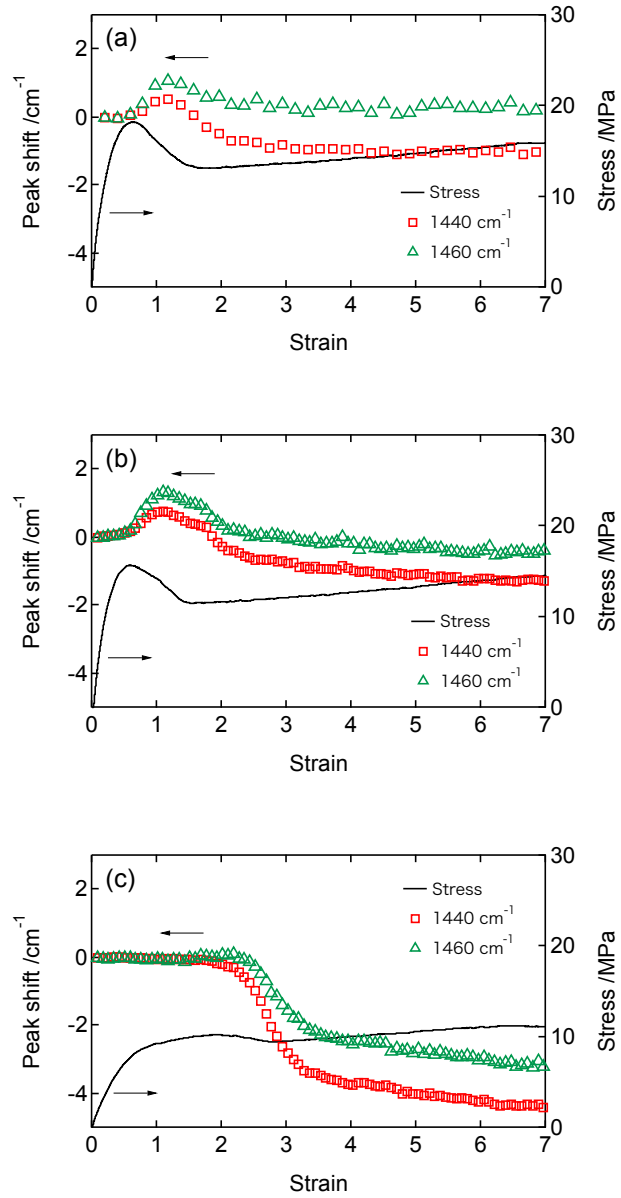 (a)
Peak shift /cm-1
2
0
-2
-4
30
20
10
0
Stress /MPa
Stress
1440 cm-1
1460 cm-1
0 1 2 3 4 5 6 7
Strain
(b)
Peak shift /cm-1
2
0
-2
-4
30
20
10
0
Stress /MPa
Stress
1440 cm-1
1460 cm-1
0 1 2 3 4 5 6 7
Strain
(c)
Peak shift /cm-1
2
0
-2
-4
30
20
10
0
Stress /MPa
Stress
1440 cm-1
1460 cm-1
0 1 2 3 4 5 6 7
Strain